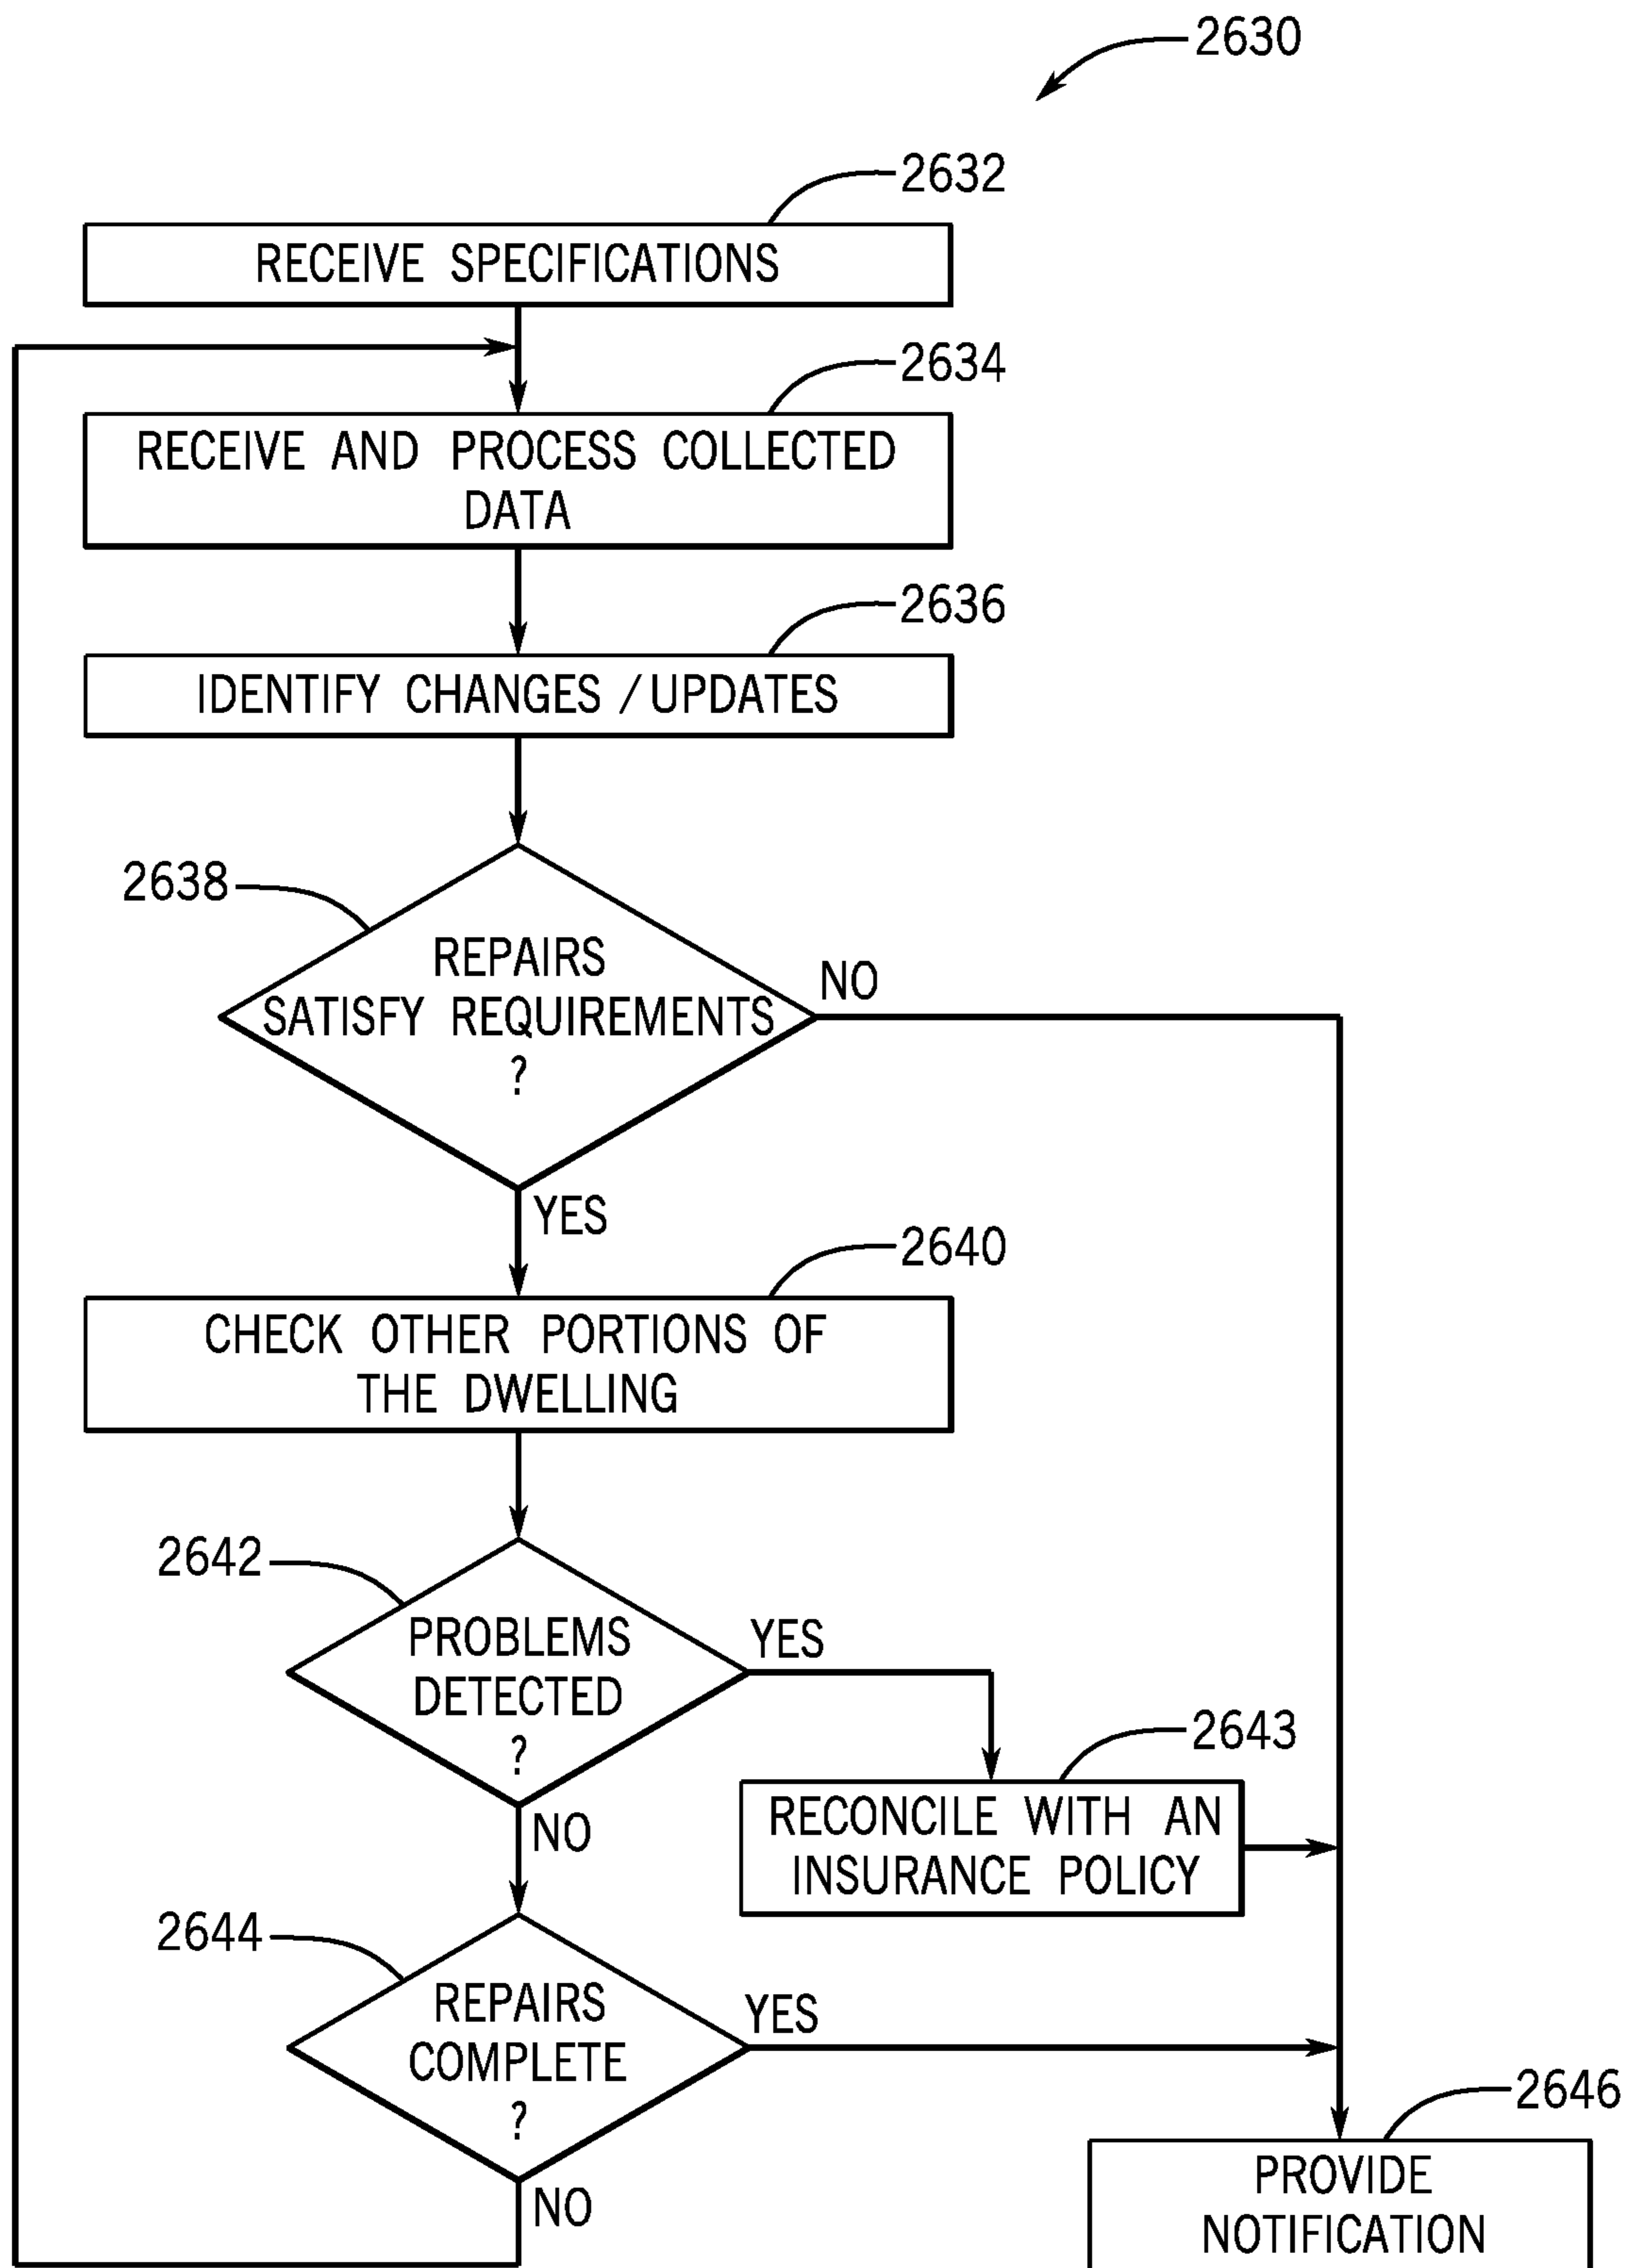 2630
2632
RECEIVE SPECIFICATIONS
2634
RECEIVE AND PROCESS COLLECTED
DATA
2636
IDENTIFY CHANGES /UPDATES
2638
REPAIRS
SATISFY REQUIREMENTS
?
NO
YES
2640
CHECK OTHER PORTIONS OF
THE DWELLING
2642
PROBLEMS
DETECTED
?
YES
NO
2643
RECONCILE WITH AN
INSURANCE POLICY
2644
REPAIRS
COMPLETE
?
YES
NO
2646
PROVIDE
NOTIFICATION